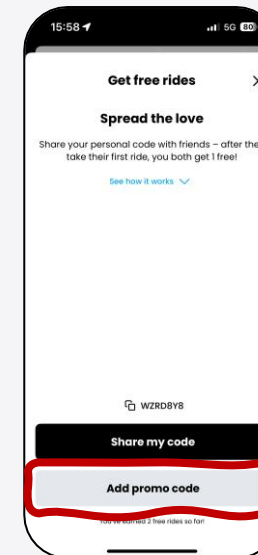 15:58 5G 80
Get free rides
Spread the love
Share your personal code with friends – after the
take their first ride, you both get 1 free!
See how it works
WZRD8Y8
Share my code
Add promo code
You've earned 2 free rides so far!